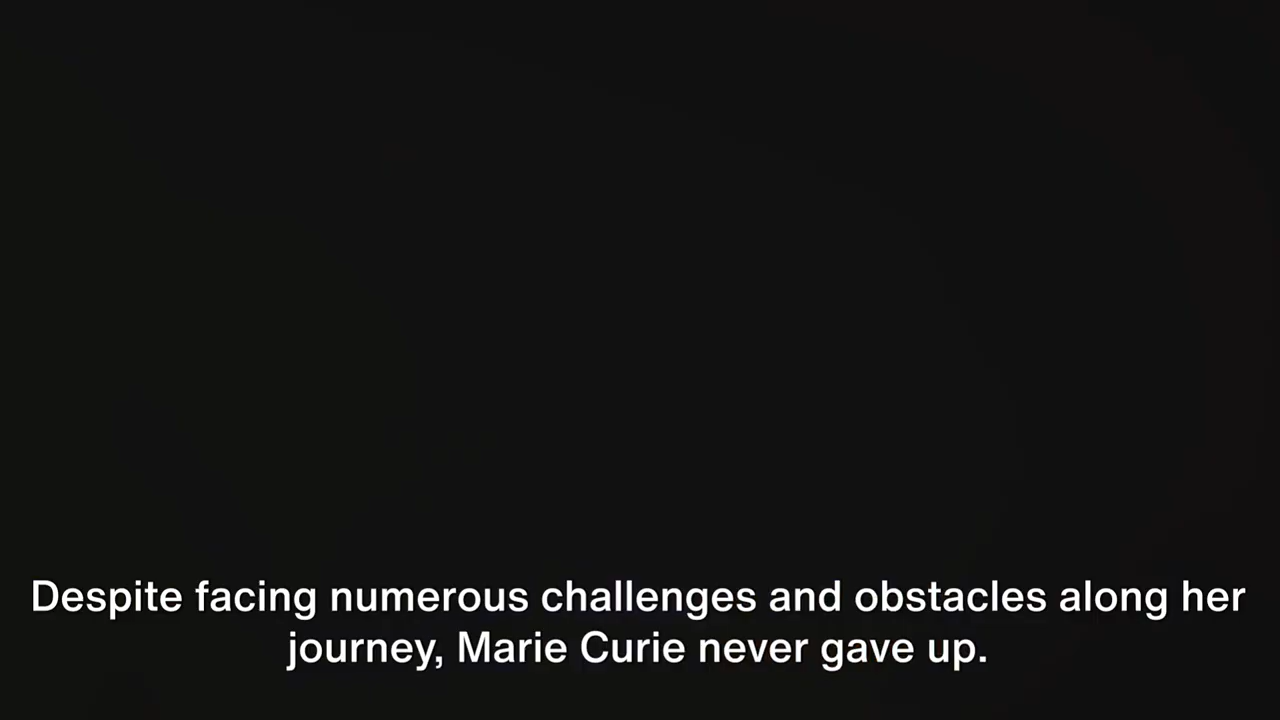 Despite facing numerous challenges and obstacles along her
journey, Marie Curie never gave up.